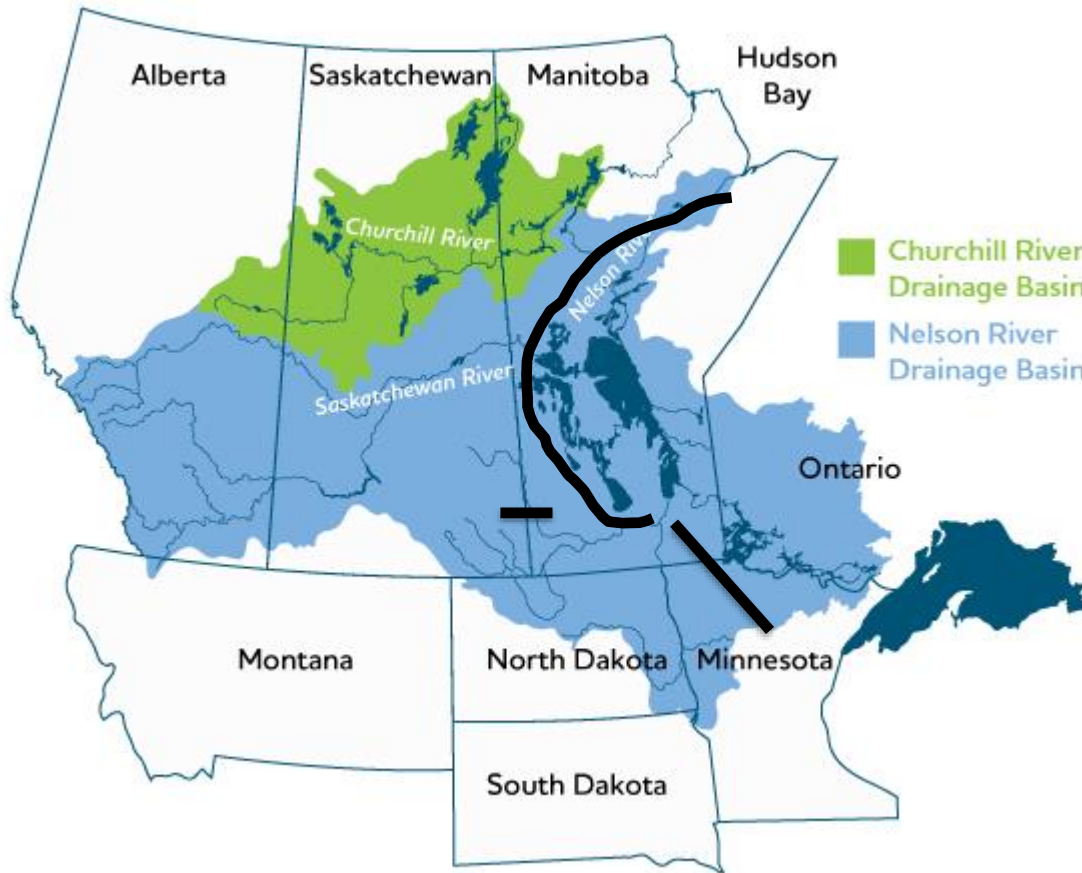 Alberta
Saskatchewan
Manitoba
Hudson
Bay
Churchill River
Nelson River
Churchill River
Drainage Basin
Nelson River
Drainage Basin
Saskatchewan River
Ontario
Montana
North Dakota
Minnesota
South Dakota